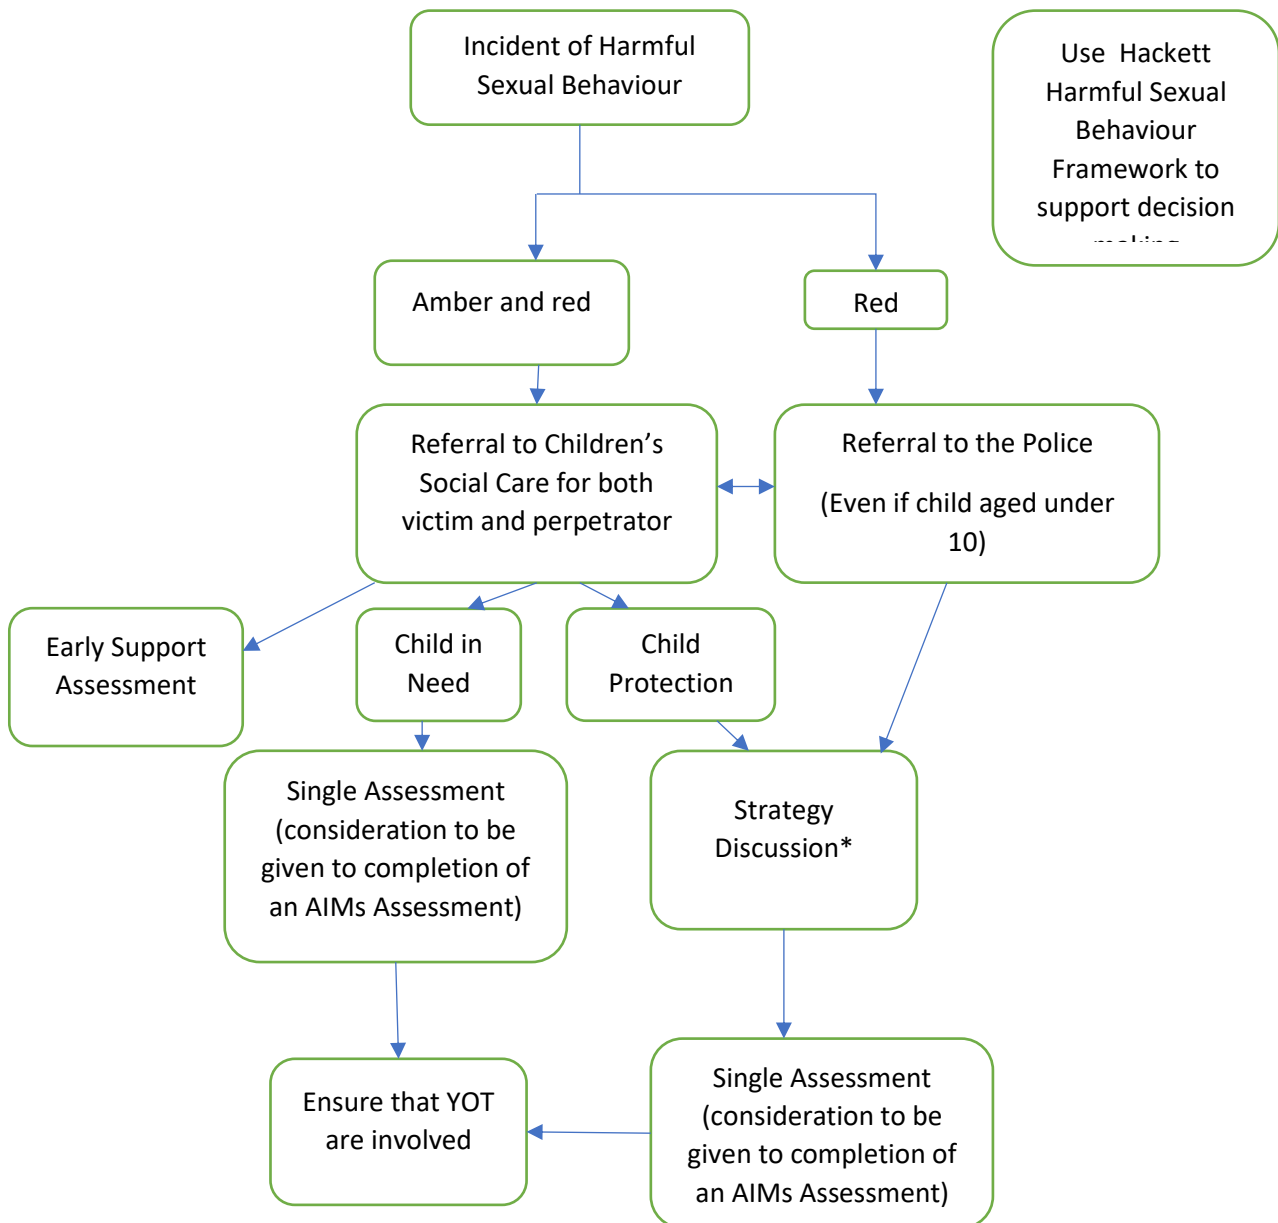 Incident of Harmful
Sexual Behaviour
Use Hackett
Harmful Sexual
Behaviour
Framework to
support decision
Amber and red
Red
Referral to Children’s
Social Care for both
victim and perpetrator
Referral to the Police
(Even if child aged under
10)
Early Support
Assessment
Child in
Need
Child
Protection
Single Assessment
(consideration to be
given to completion of
an AIMs Assessment)
Strategy
Discussion*
Ensure that YOT
are involved
Single Assessment
(consideration to be
given to completion of
an AIMs Assessment)